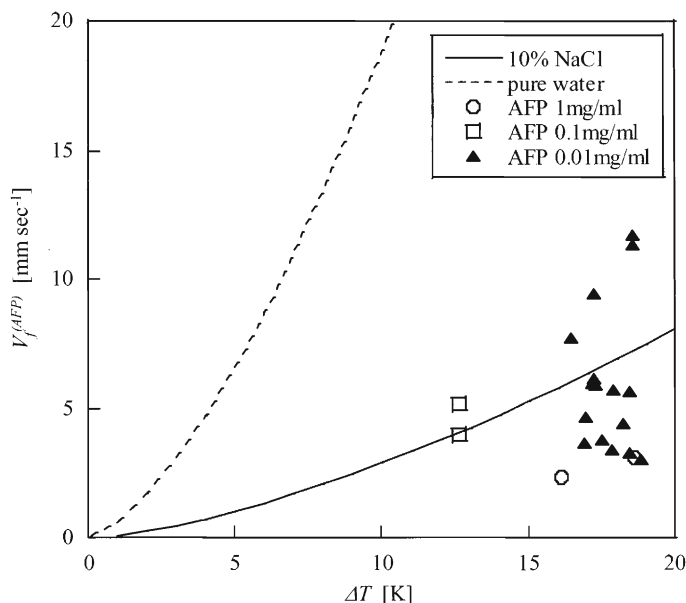 20
15
10
5
0
0
5
10
15
20
V_f^(AFP) [mm sec⁻¹]
ΔT [K]
10% NaCl
pure water
AFP 1mg/ml
AFP 0.1mg/ml
AFP 0.01mg/ml